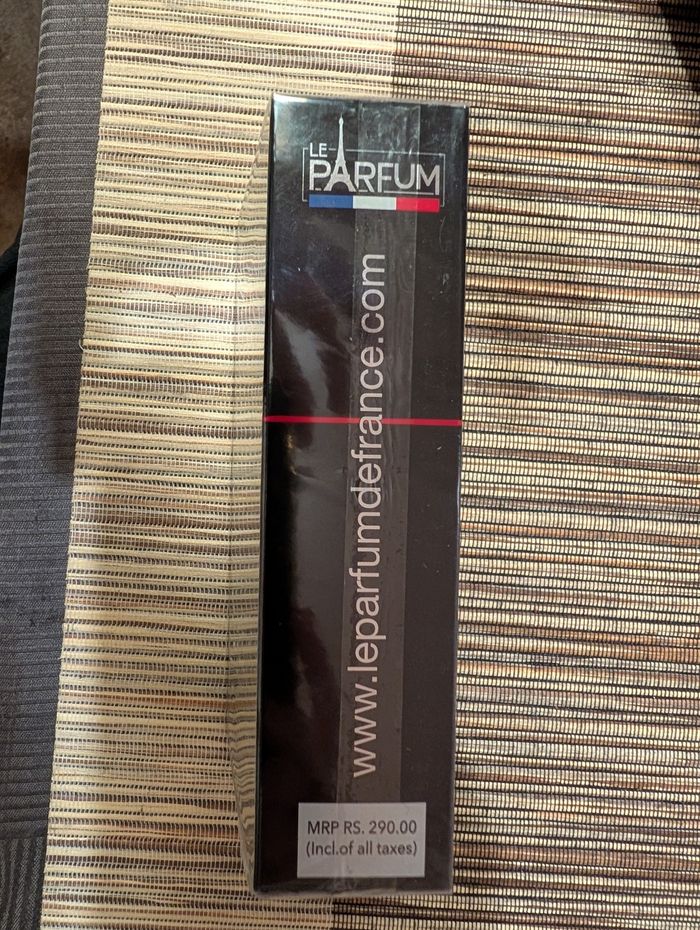 LE
PARFUM
www.leparfumdefrance.com
MRP RS. 290.00
(Incl.of all taxes)